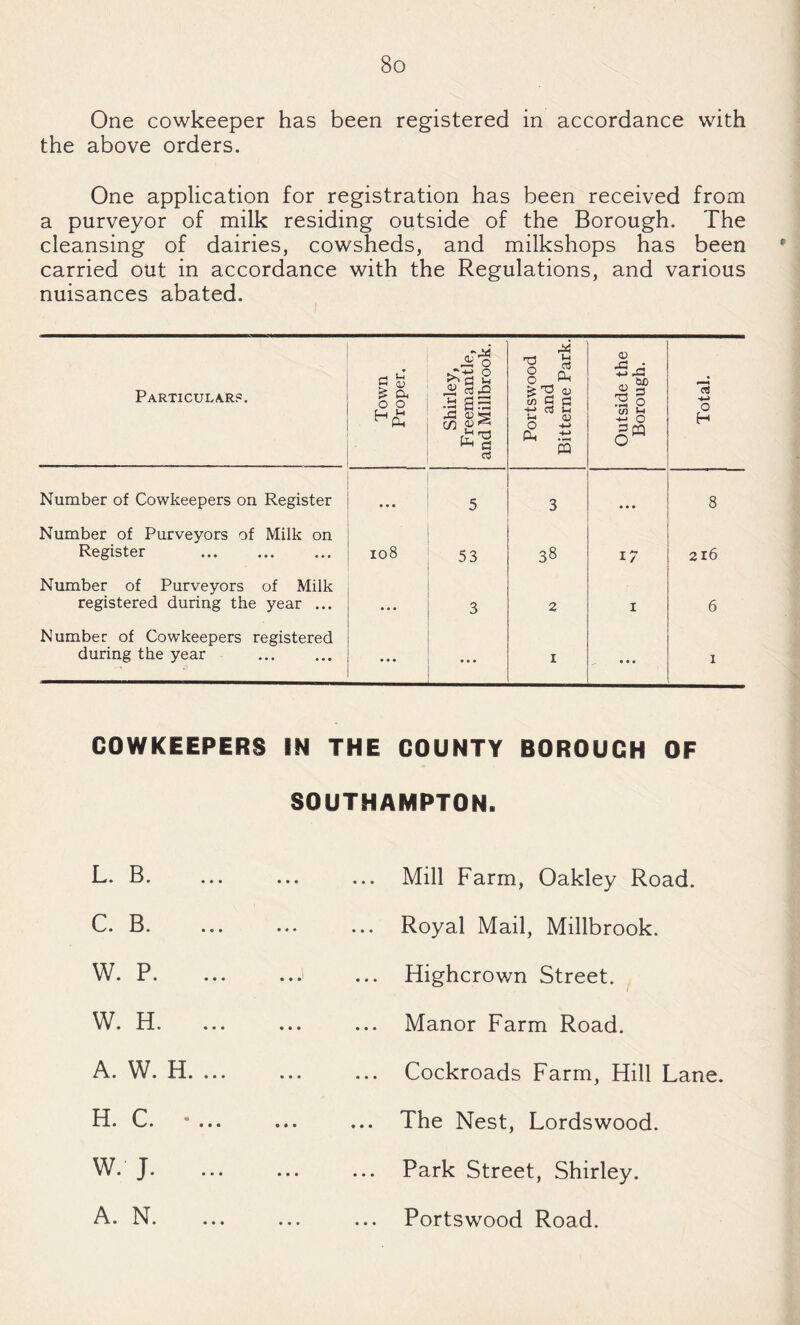 80
One cowkeeper has been registered in accordance with
the above orders.
One application for registration has been received from
a purveyor of milk residing outside of the Borough. The
cleansing of dairies, cowsheds, and milkshops has been
carried out in accordance with the Regulations, and various
nuisances abated.
Particulars.
Town
Proper.
Shirley,
Freemantle,
and Millbrook.
Portswood
and
Bitterne Park.
Outside the
Borough.
Total.
Number of Cowkeepers on Register ... 5 3 ... 8
Number of Purveyors of Milk on
Register ... ... ... 108 53 38 17 216
Number of Purveyors of Milk
registered during the year ... ... 3 2 1 6
Number of Cowkeepers registered
during the year ... ... ... ... 1 ... 1
COWKEEPERS IN THE COUNTY BOROUGH OF
SOUTHAMPTON.
L. B. ... ... ... Mill Farm, Oakley Road.
C. B. ... ... ... Royal Mail, Millbrook.
W. P. ... ... ... Highcrown Street.
W. H. ... ... ... Manor Farm Road.
A. W. H. ... ... ... Cockroads Farm, Hill Lane.
H. C. ... ... ... The Nest, Lordswood.
W. J. ... ... ... Park Street, Shirley.
A. N. ... ... ... Portswood Road.